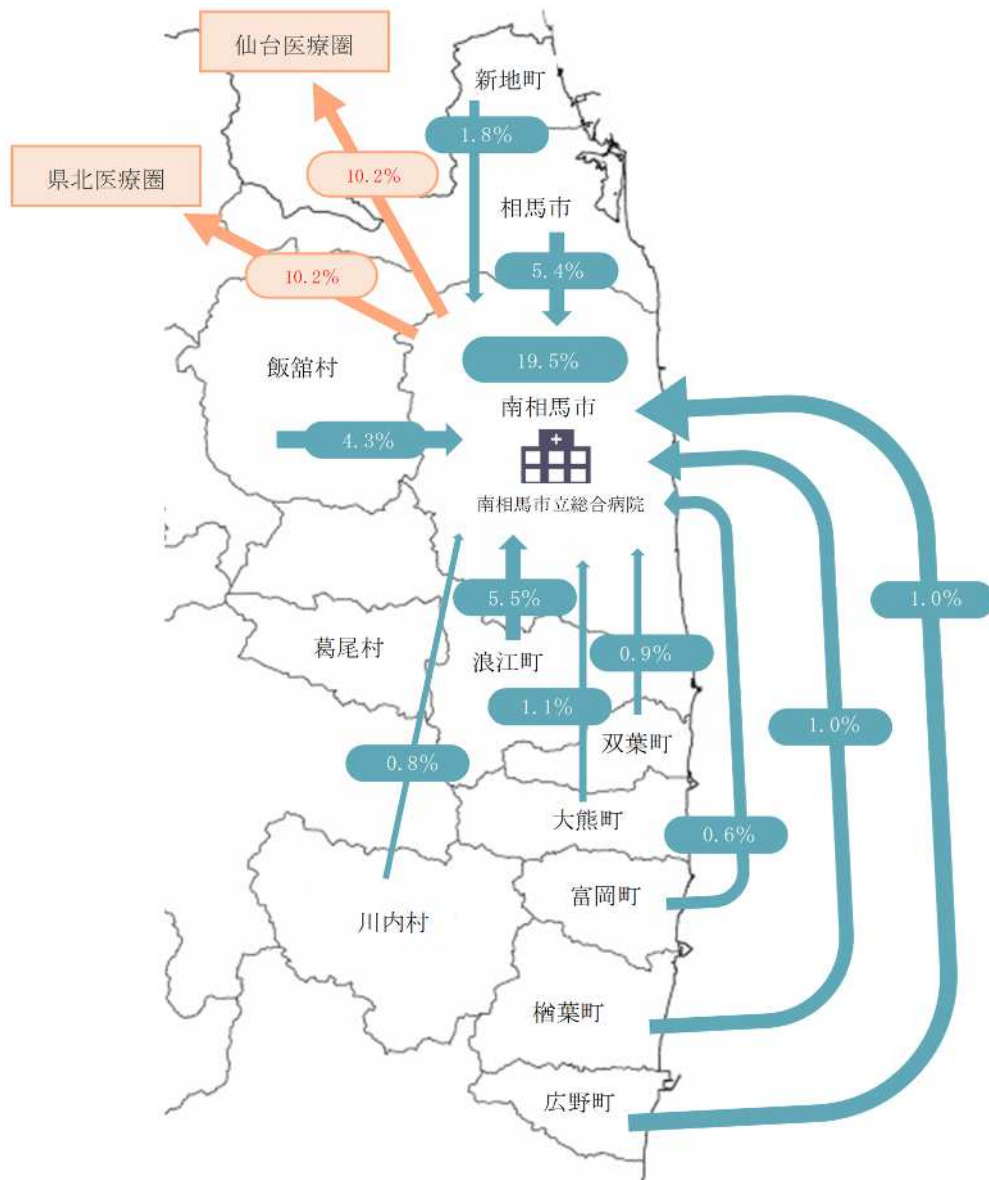 仙台医療圏
新地町
1.8%
県北医療圏
10.2%
相馬市
10.2%
5.4%
飯舘村
19.5%
南相馬市
4.3%
南相馬市立総合病院
5.5%
1.0%
葛尾村
浪江町
0.9%
1.1%
双葉町
1.0%
0.8%
大熊町
0.6%
富岡町
川内村
楢葉町
広野町